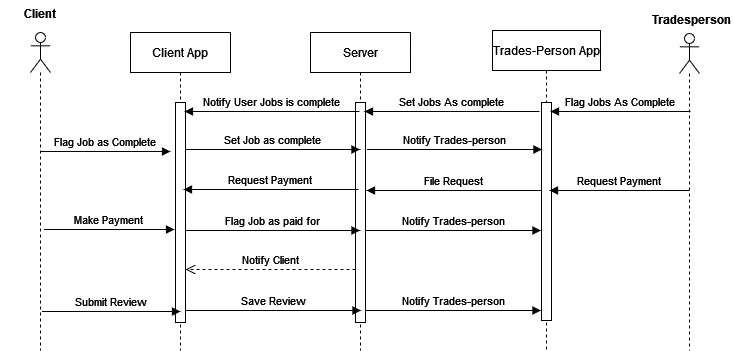 Client
Tradesperson
Client App
Server
Trades-Person App
Notify User Jobs is complete
Set Jobs As complete
Flag Jobs As Complete
Flag Job as Complete
Set Job as complete
Notify Trades-person
Request Payment
File Request
Request Payment
Make Payment
Flag Job as paid for
Notify Trades-person
Notify Client
Submit Review
Save Review
Notify Trades-person